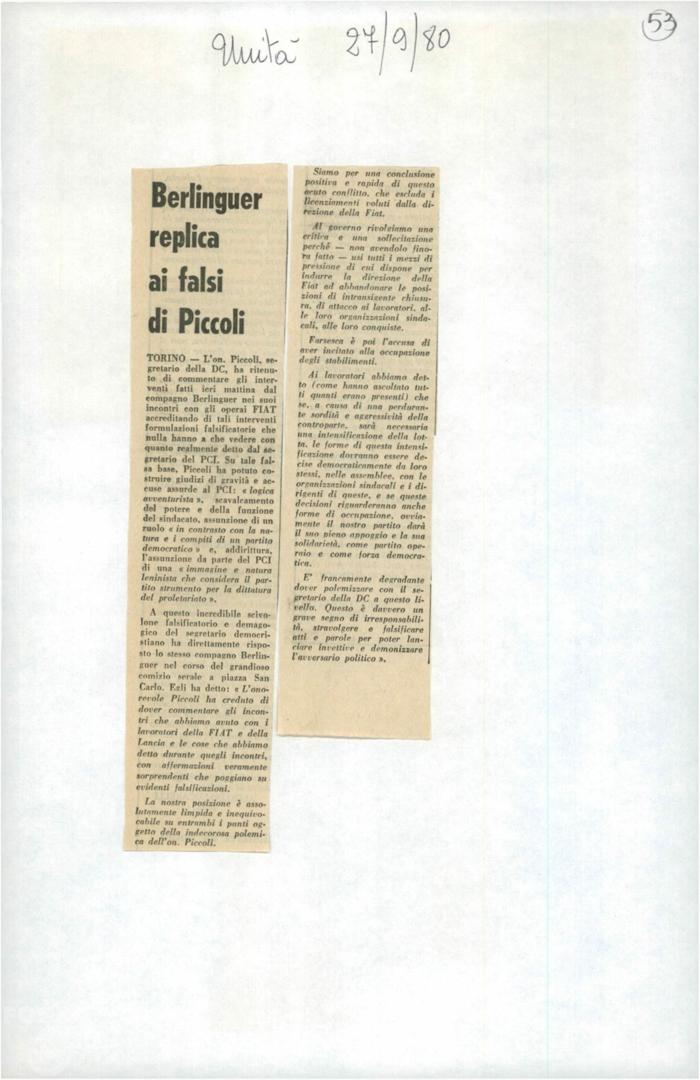 Unità 27/9/80
53
Berlinguer
replica
ai falsi
di Piccoli
TORINO — L'on. Piccoli, se-
gretario della DC, ha ritenu-
to di commentare gli inter-
venti fatti ieri mattina dal
compagno Berlinguer nei suoi
incontri con gli operai FIAT
accreditando di tali interventi
formulazioni falsificatorie che
nulla hanno a che vedere con
quanto realmente detto dal se-
gretario del PCI. Su tale fal-
sa base, Piccoli ha potuto co-
struire giudizi di gravità e ac-
cuse assurde al PCI: « logica
avventurista », scavalcamento
del potere e della funzione
del sindacato, assunzione di un
ruolo « in contrasto con la na-
tura e i compiti di un partito
democratico » e, addirittura,
l'assunzione da parte del PCI
di una « immagine e natura
leninista che considera il par-
tito strumento per la dittatura
del proletariato ».
A questo incredibile scivo-
lone falsificatorio e demago-
gico del segretario democri-
stiano ha direttamente rispo-
sto lo stesso compagno Berlin-
guer nel corso del grandioso
comizio serale a piazza San
Carlo. Egli ha detto: « L'ono-
revole Piccoli ha creduto di
dover commentare gli incon-
tri che abbiamo avuto con i
lavoratori della FIAT e della
Lancia e le cose che abbiamo
detto durante quegli incontri,
con affermazioni veramente
sorprendenti che poggiano su
evidenti falsificazioni.
La nostra posizione è asso-
lutamente limpida e inequivo-
cabile su entrambi i punti og-
getto della indecorosa polemi-
ca dell'on. Piccoli.
Siamo per una conclusione
positiva e rapida di questo
acuto conflitto, che escluda i
licenziamenti voluti dalla di-
rezione della Fiat.
Al governo rivolgiamo una
critica e una sollecitazione
perché — non avendolo fino-
ra fatto — usi tutti i mezzi di
pressione di cui dispone per
indurre la direzione della
Fiat ad abbandonare le posi-
zioni di intransigente chiusu-
ra, di attacco ai lavoratori, al-
le loro organizzazioni sinda-
cali, alle loro conquiste.
Farsesca è poi l'accusa di
aver incitato alla occupazione
degli stabilimenti.
Ai lavoratori abbiamo det-
to (come hanno ascoltato tut-
ti quanti erano presenti) che
se, a causa di una perduran-
te sordità e aggressività della
controparte, sarà necessaria
una intensificazione della lot-
ta, le forme di questa intensi-
ficazione dovranno essere de-
cise democraticamente da loro
stessi, nelle assemblee, con le
organizzazioni sindacali e i di-
rigenti di queste, e se queste
decisioni riguarderanno anche
forme di occupazione, ovvia-
mente il nostro partito darà
il suo pieno appoggio e la sua
solidarietà, come partito ope-
raio e come forza democra-
tica.
E' francamente degradante
dover polemizzare con il se-
gretario della DC a questo li-
vello. Questo è davvero un
grave segno di irresponsabili-
tà, stravolgere e falsificare
atti e parole per poter lan-
ciare invettive e demonizzare
l'avversario politico ».